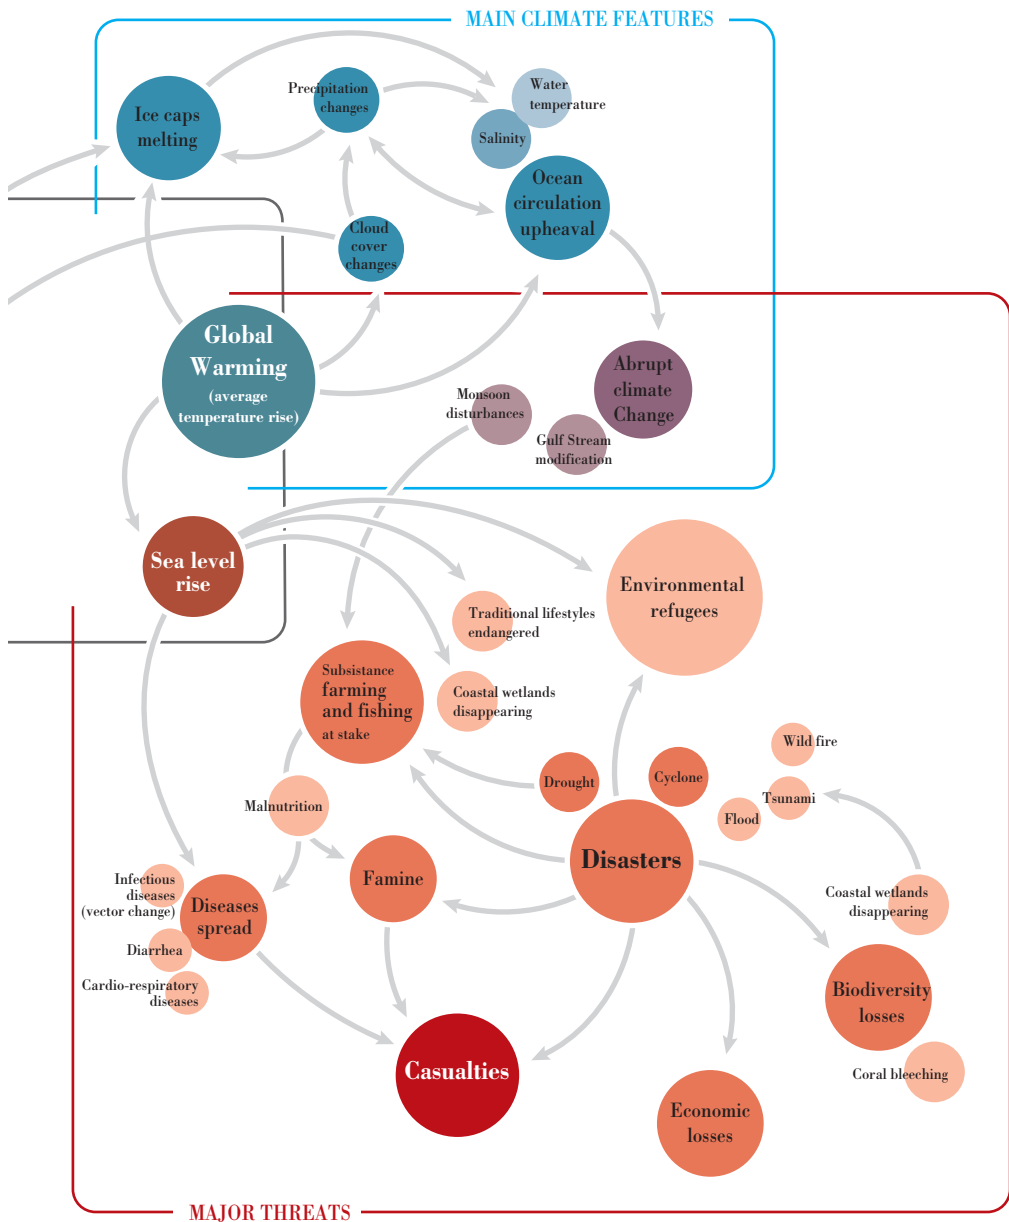 MAIN CLIMATE FEATURES
Ice caps
melting
Precipitation
changes
Water
temperature
Salinity
Ocean
circulation
upheaval
Cloud
cover
changes
Global
Warming
(average
temperature rise)
Abrupt
climate
Change
Monsoon
disturbances
Gulf Stream
modification
Sea level
rise
Environmental
refugees
Traditional lifestyles
endangered
Subsistance
farming
and fishing
at stake
Coastal wetlands
disappearing
Wild fire
Drought
Cyclone
Tsunami
Flood
Malnutrition
Disasters
Famine
Infectious
diseases
(vector change)
Diseases
spread
Diarrhea
Cardio-respiratory
diseases
Coastal wetlands
disappearing
Biodiversity
losses
Coral bleeching
Casualties
Economic
losses
MAJOR THREATS